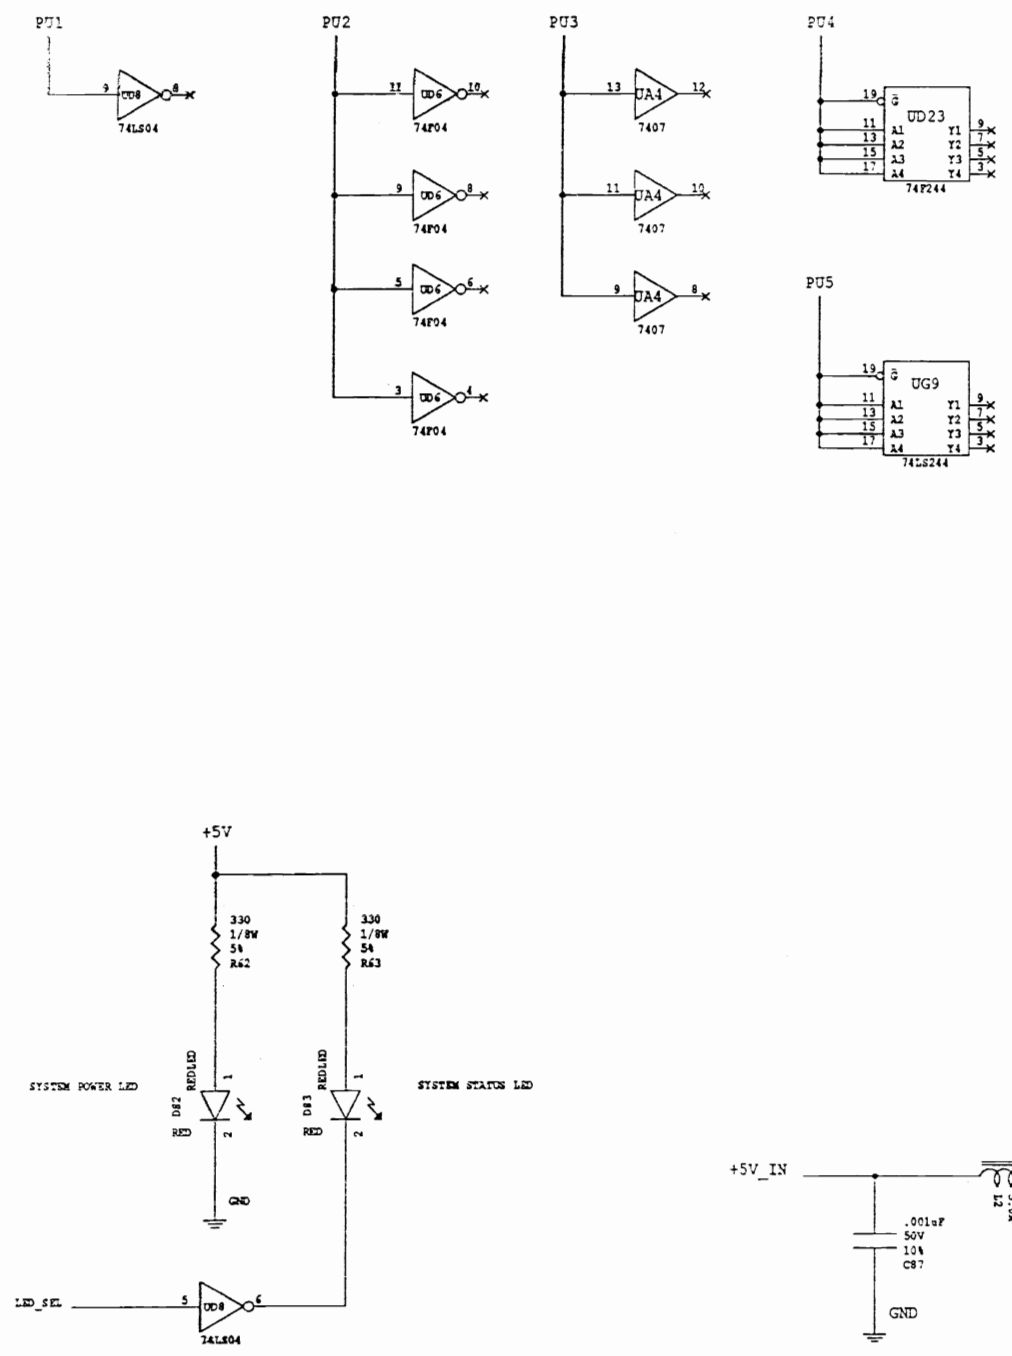 PU1
9 UD8 8
74LS04
PU2
11 UD6 10
74F04
9 UD6 8
74F04
5 UD6 6
74F04
3 UD6 4
74F04
PU3
13 UA4 12
7407
11 UA4 10
7407
9 UA4 8
7407
PU4
19 G
UD23
11 A1 Y1 9
13 A2 Y2 7
15 A3 Y3 5
17 A4 Y4 3
74F244
PU5
19 G
UG9
11 A1 Y1 9
13 A2 Y2 7
15 A3 Y3 5
17 A4 Y4 3
74LS244
+5V
330
1/8W
5%
R62
330
1/8W
5%
R63
SYSTEM POWER LED
REDLED
1
D82
RED
2
GND
REDLED
1
D83
RED
2
SYSTEM STATUS LED
LED_SEL
5 UD8 6
74LS04
+5V_IN
L2
.001uF
50V
10%
C87
GND